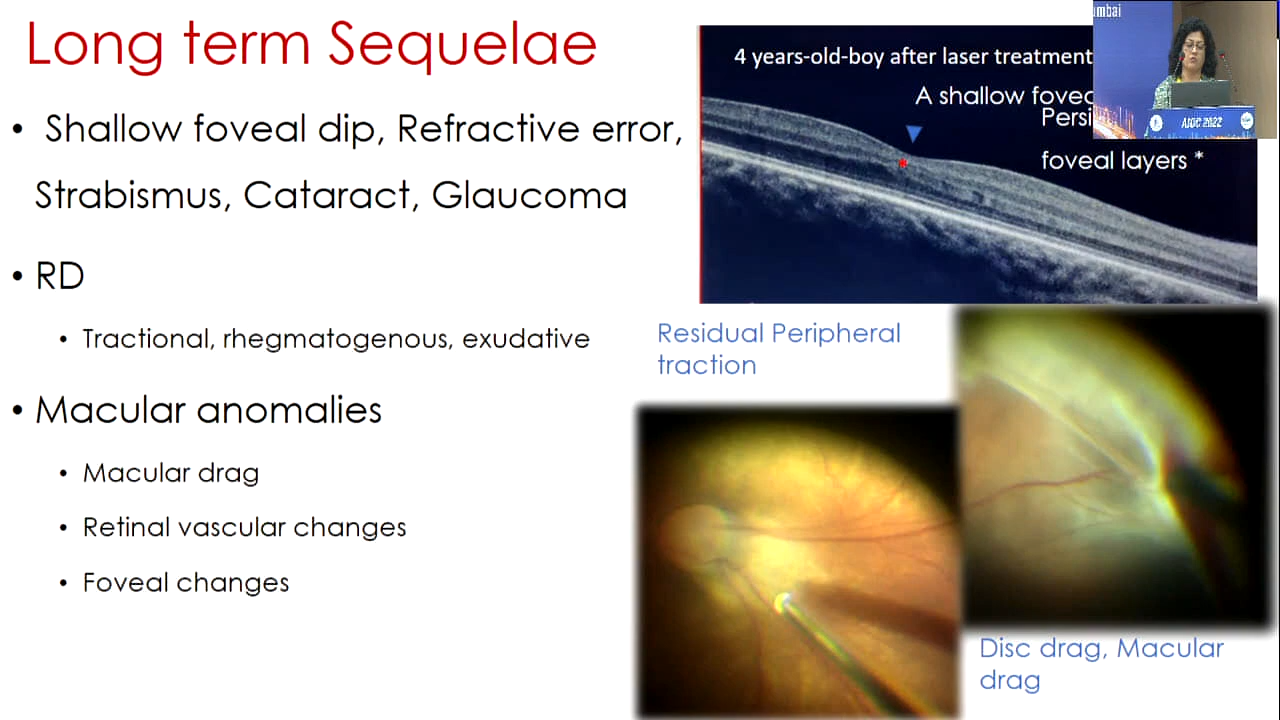 Long term Sequelae
• Shallow foveal dip, Refractive error,
Strabismus, Cataract, Glaucoma
• RD
• Tractional, rhegmatogenous, exudative
• Macular anomalies
• Macular drag
• Retinal vascular changes
• Foveal changes
4 years-old-boy after laser treatment
A shallow fovea
Persi
foveal layers *
*
Residual Peripheral
traction
Disc drag, Macular
drag
mbai
AIOC 2022